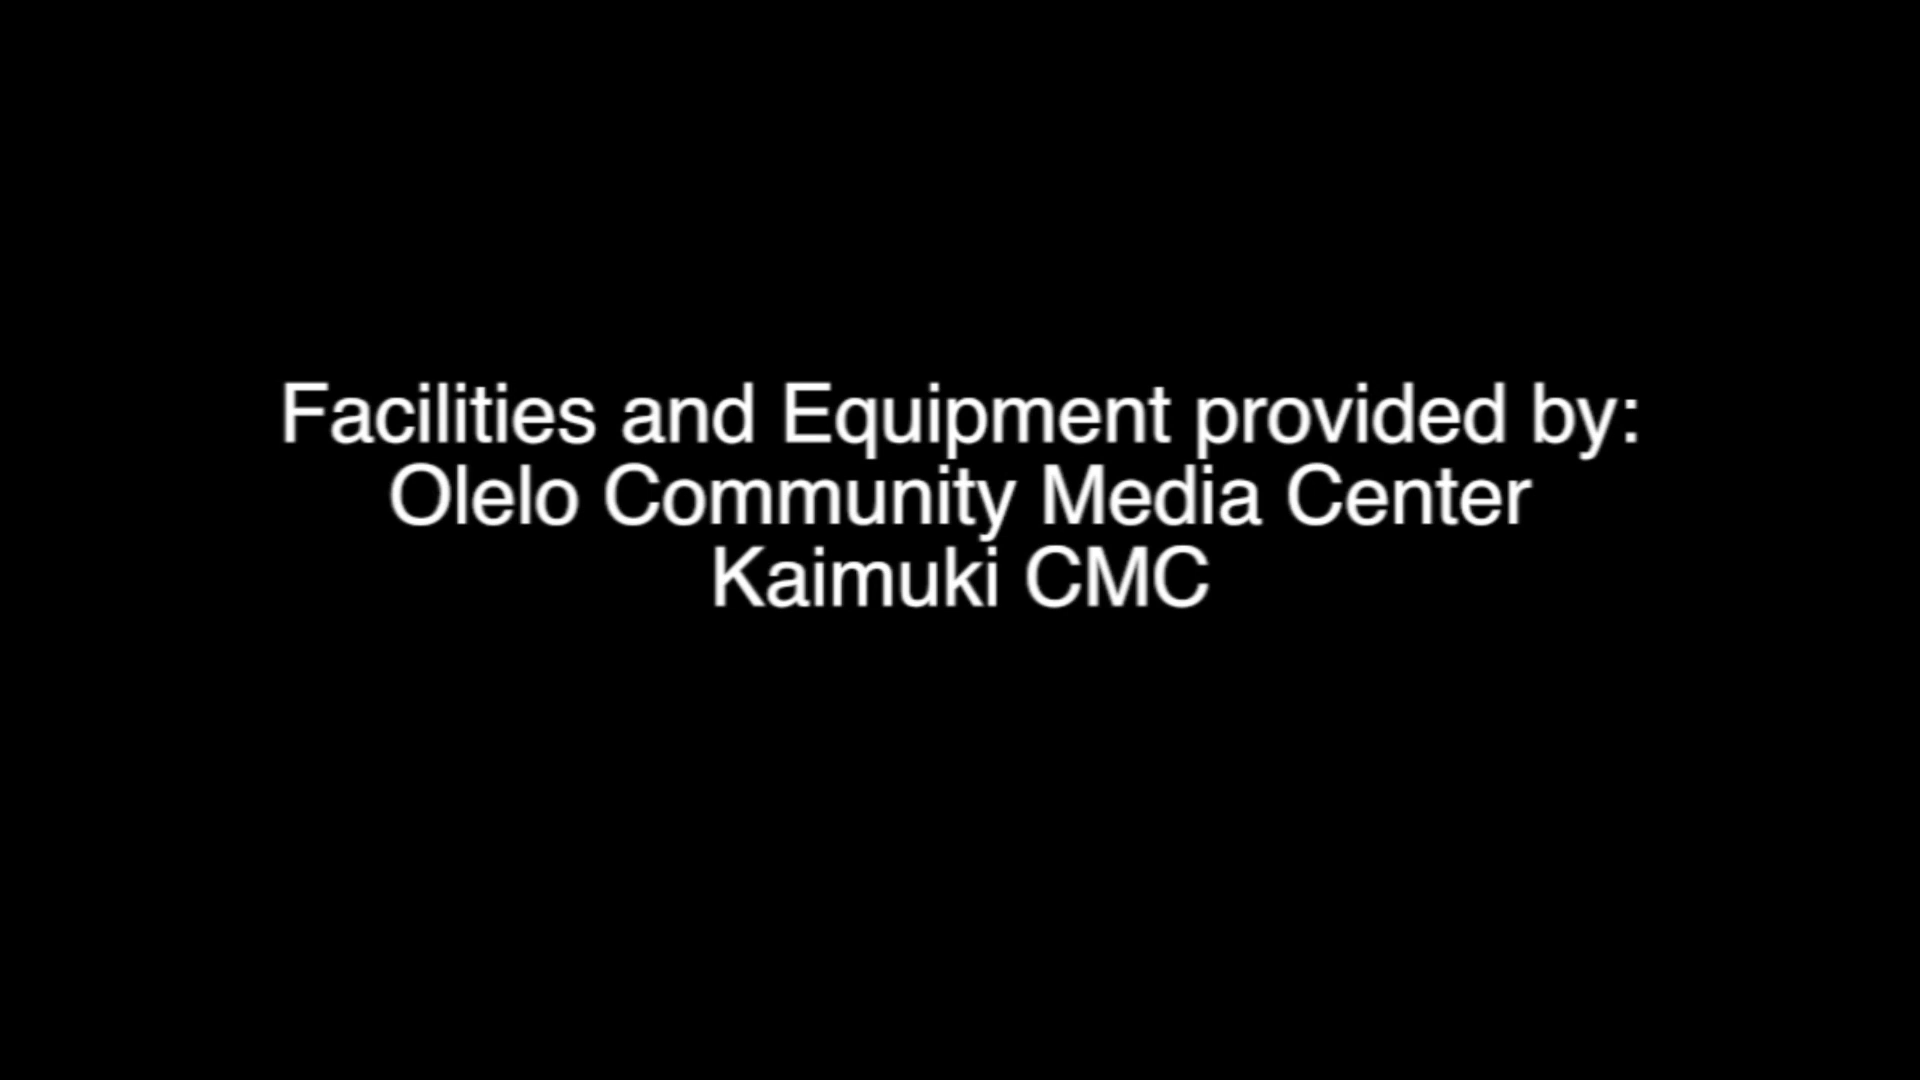 Facilities and Equipment provided by:
Olelo Community Media Center
Kaimuki CMC